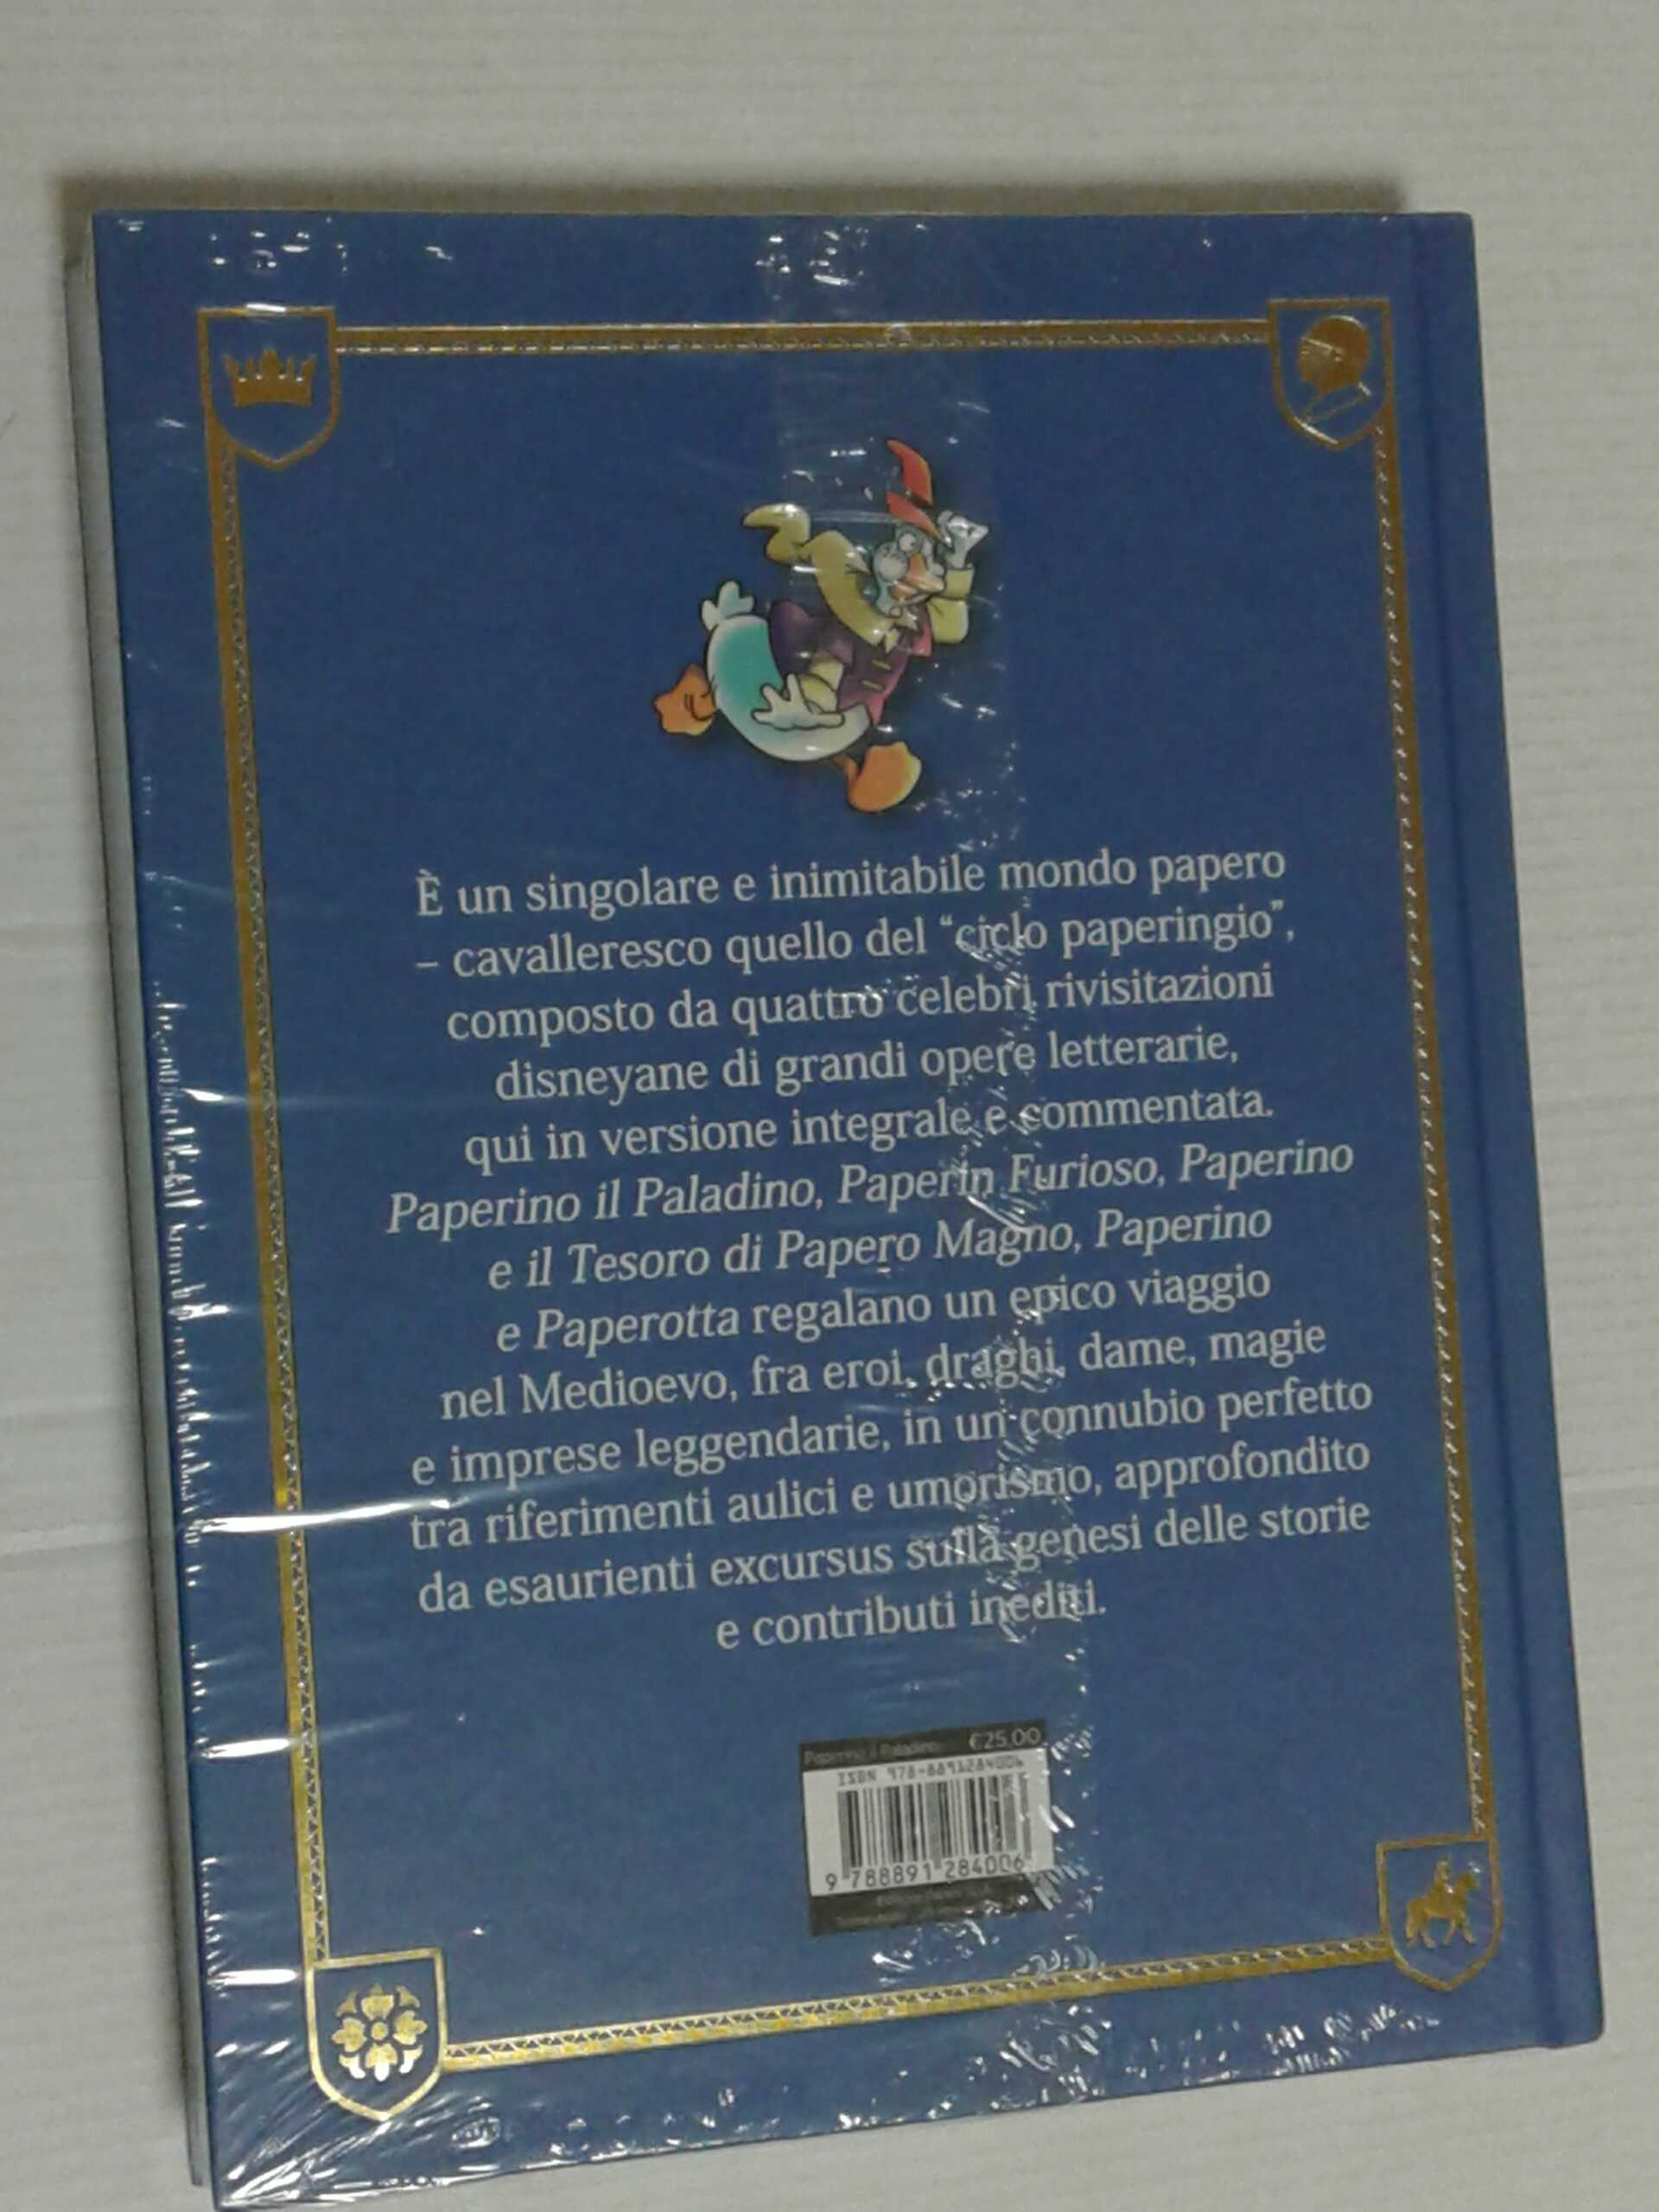 È un singolare e inimitabile mondo papero
– cavalleresco quello del “ciclo paperingio”,
composto da quattro celebri rivisitazioni
disneyane di grandi opere letterarie,
qui in versione integrale e commentata.
Paperino il Paladino, Paperin Furioso, Paperino
e il Tesoro di Papero Magno, Paperino
e Paperotta regalano un epico viaggio
nel Medioevo, fra eroi, draghi, dame, magie
e imprese leggendarie, in un connubio perfetto
tra riferimenti aulici e umorismo, approfondito
da esaurienti excursus sulla genesi delle storie
e contributi inediti.
Paperino il Paladino €25.00
ISBN 978-8891284006
9 788891 284006